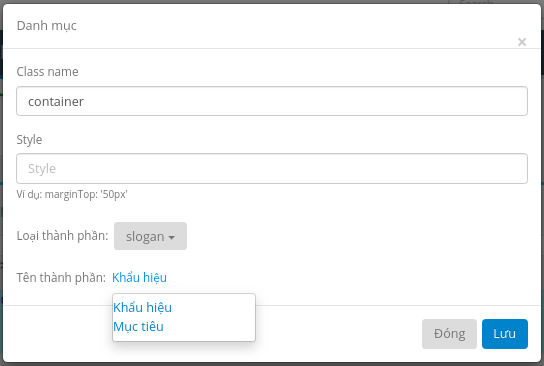 Danh mục
×
Class name
container
Style
Style
Ví dụ: marginTop: '50px'
Loại thành phần: slogan
Tên thành phần: Khẩu hiệu
Khẩu hiệu
Mục tiêu
Đóng Lưu